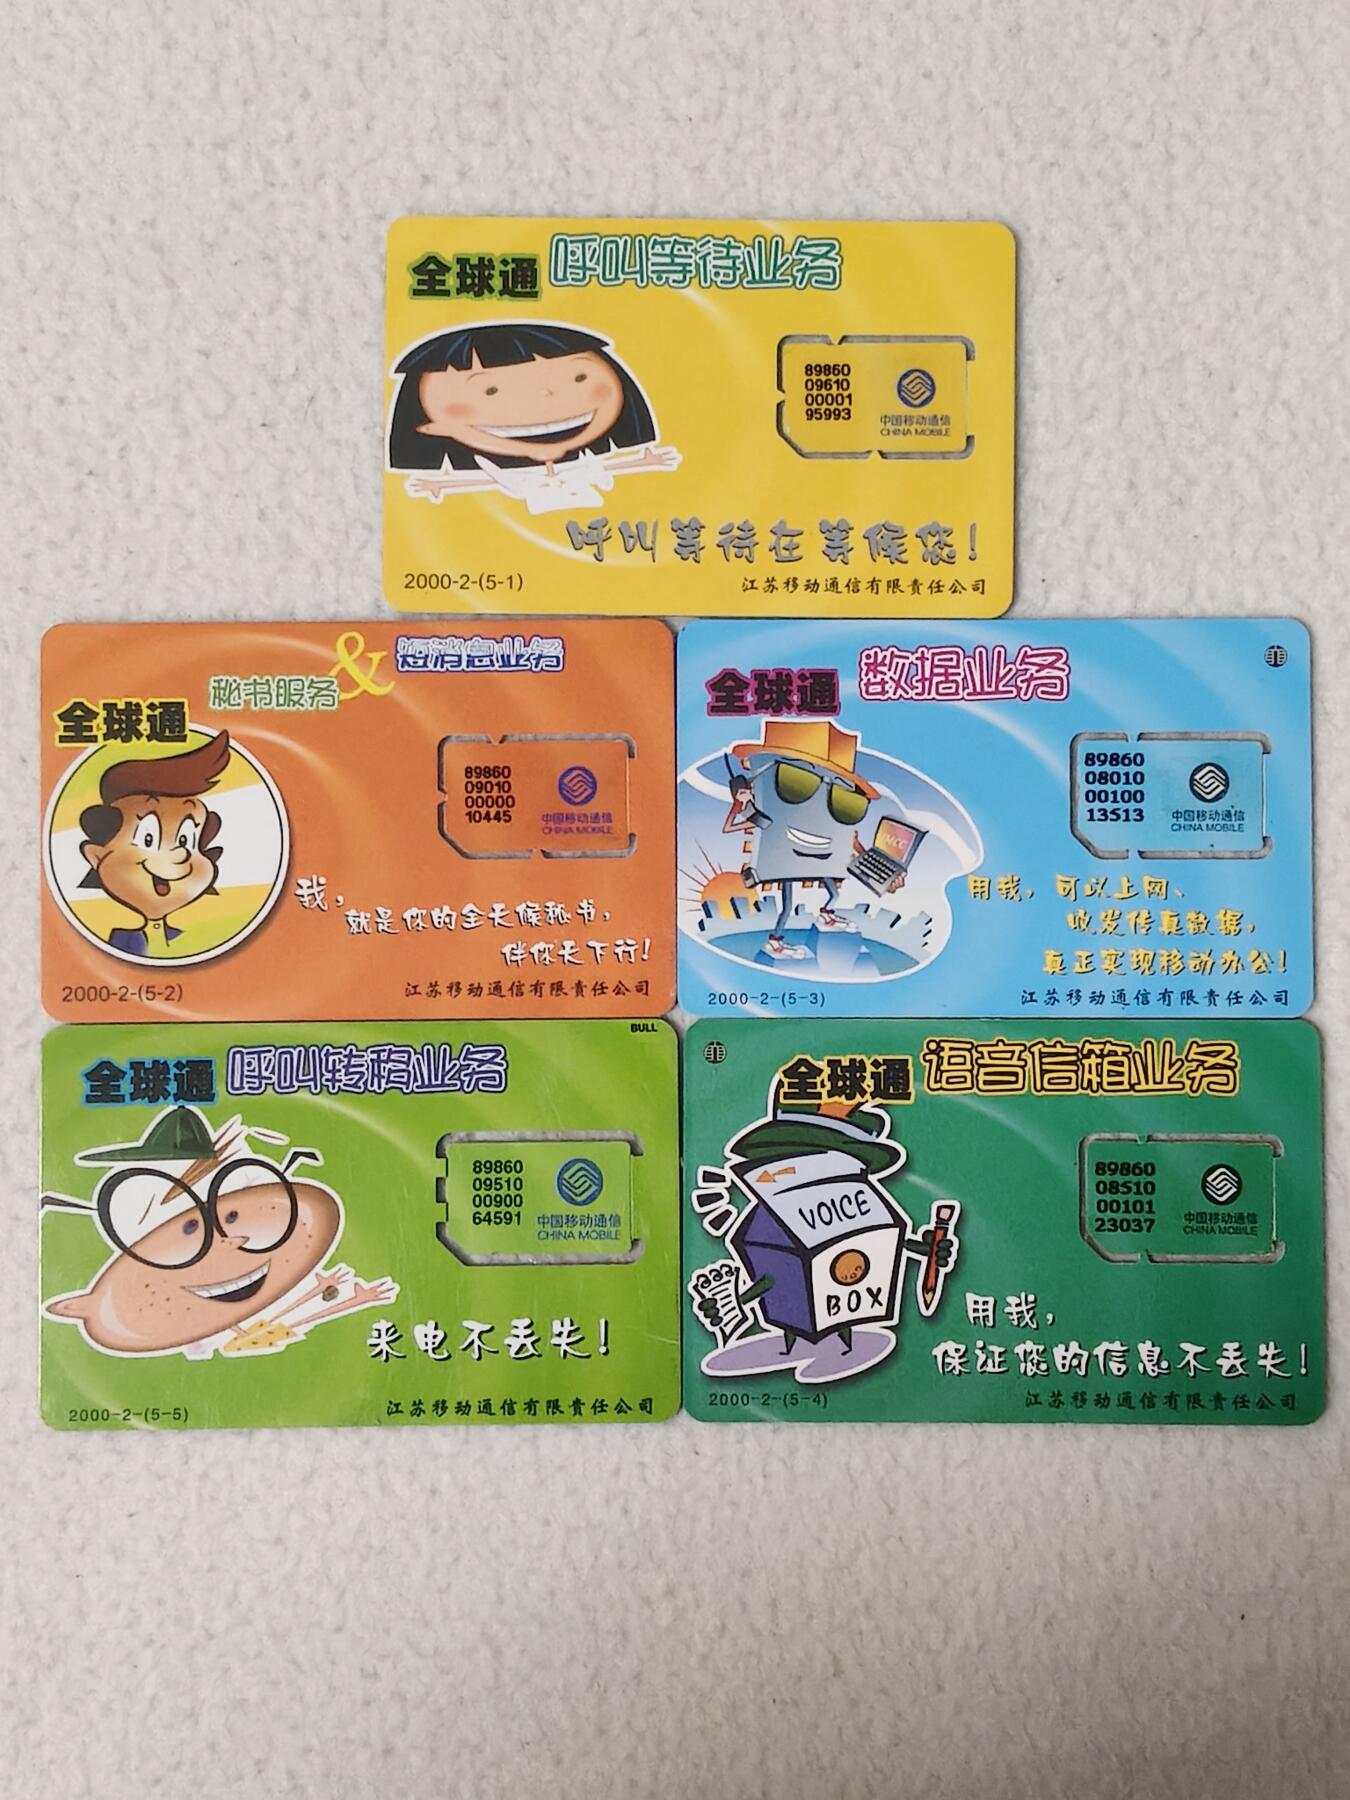 全球通 呼叫等待业务
89860
09610
00001
95993
中国移动通信
CHINA MOBILE
呼叫等待在等候您!
2000-2-(5-1)
江苏移动通信有限责任公司
秘书服务 & 短消息业务
全球通
89860
09010
00000
10445
中国移动通信
CHINA MOBILE
我,
就是你的全天候秘书,
伴你天下行!
2000-2-(5-2)
江苏移动通信有限责任公司
全球通 数据业务
89860
08010
00100
13513
中国移动通信
CHINA MOBILE
JMCC
用我, 可以上网、
收发传真数据,
真正实现移动办公!
2000-2-(5-3)
江苏移动通信有限责任公司
BULL
全球通 呼叫转移业务
89860
09510
00900
64591
中国移动通信
CHINA MOBILE
来电不丢失!
2000-2-(5-5)
江苏移动通信有限责任公司
全球通 语音信箱业务
VOICE
BOX
89860
08510
00101
23037
中国移动通信
CHINA MOBILE
用我,
保证您的信息不丢失!
2000-2-(5-4)
江苏移动通信有限责任公司